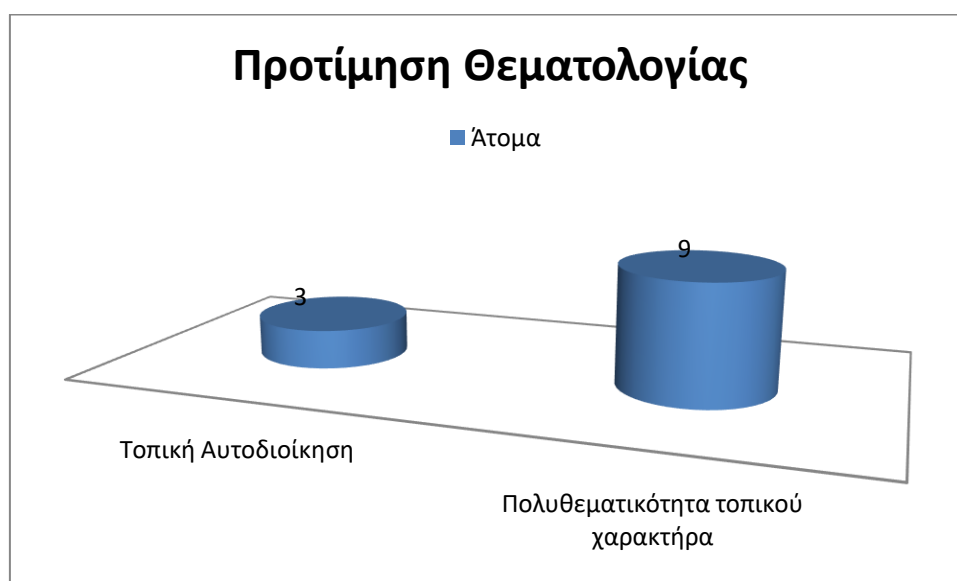 Προτίμηση Θεματολογίας
Άτομα
3
9
Τοπική Αυτοδιοίκηση
Πολυθεματικότητα τοπικού
χαρακτήρα